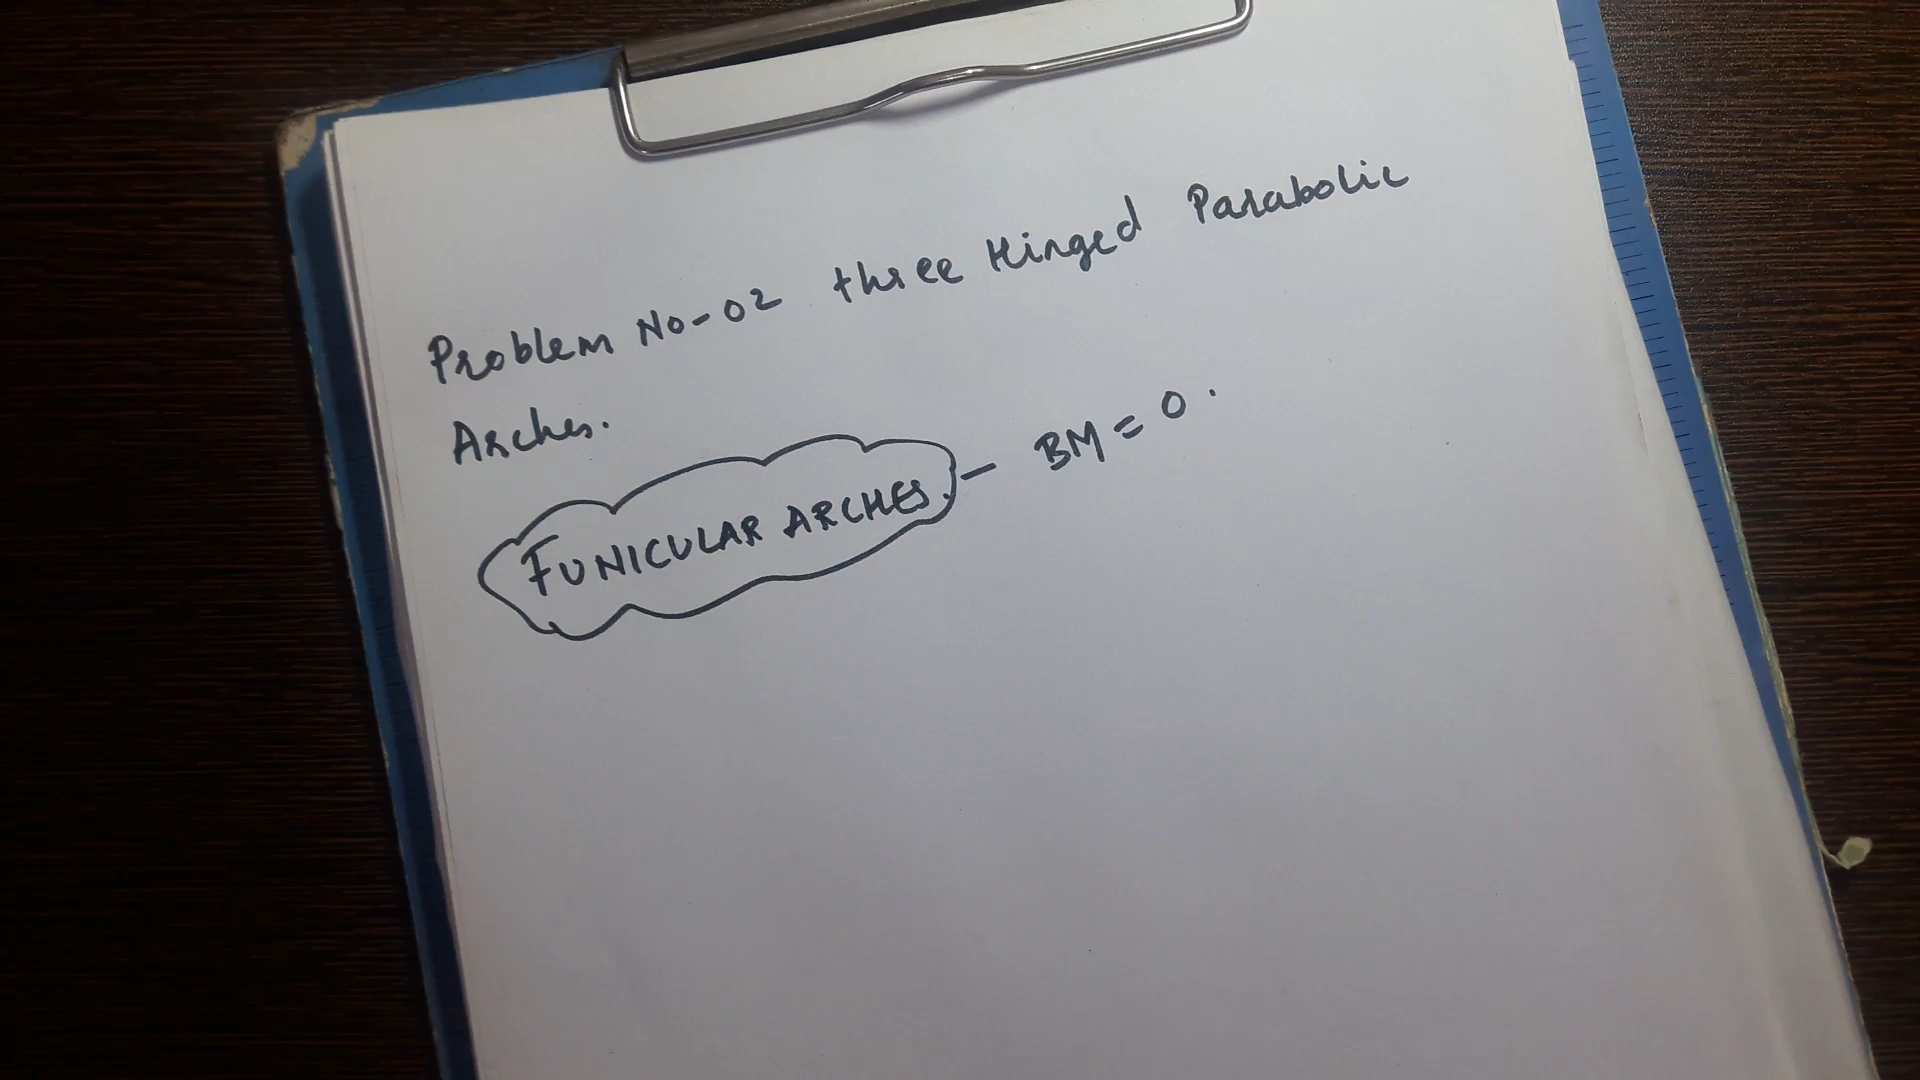 Problem No-02 three Hinged Parabolic
Arches.
FUNICULAR ARCHES. - BM = 0.